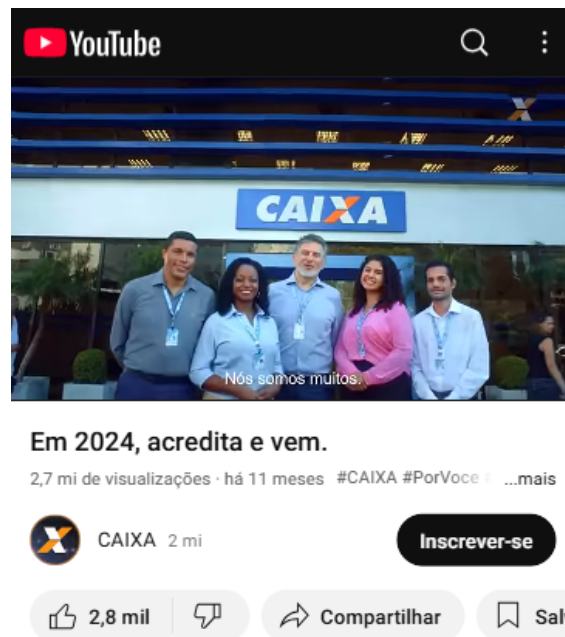 YouTube
CAIXA
Nós somos muitos.
Em 2024, acredita e vem.
2,7 mi de visualizações · há 11 meses #CAIXA #PorVoce ...mais
CAIXA 2 mi
Inscrever-se
2,8 mil
Compartilhar
Sal